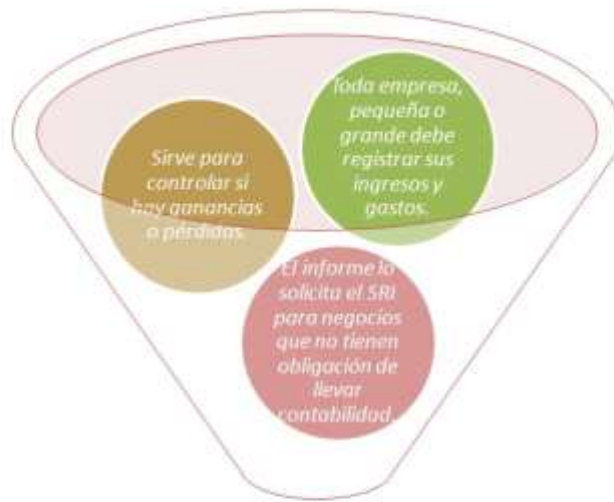 Sirve para
controlar si
hay ganancias
o pérdidas.
Toda empresa,
pequeña o
grande debe
registrar sus
ingresos y
gastos.
El informe lo
solicita el SRI
para negocios
que no tienen
obligación de
llevar
contabilidad.